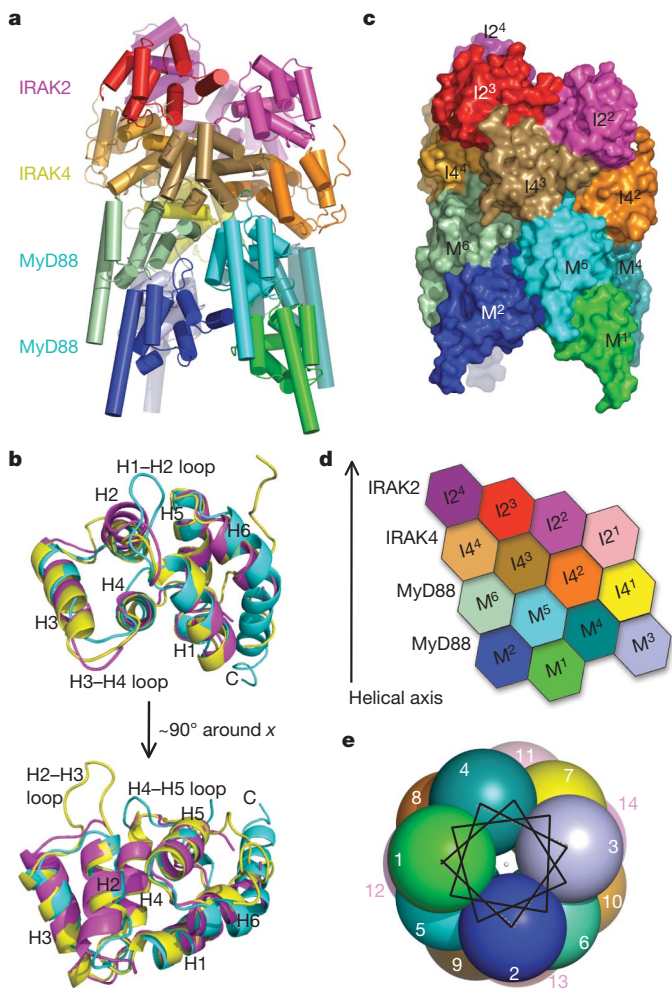 a
IRAK2
IRAK4
MyD88
MyD88
b
H1–H2 loop
H2
H5
H6
H4
H3
H1
H3–H4 loop
C
~90° around x
H2–H3
loop
H4–H5 loop
C
H5
H2
H4
H3
H6
H1
c
I2⁴
I2³
I2²
I4⁴
I4³
I4²
M⁶
M⁵
M⁴
M²
M¹
d
IRAK2
IRAK4
MyD88
MyD88
I2⁴
I2³
I2²
I2¹
I4⁴
I4³
I4²
I4¹
M⁶
M⁵
M⁴
M³
M²
M¹
Helical axis
e
11
4
7
8
14
1
3
12
10
5
6
9
2
13